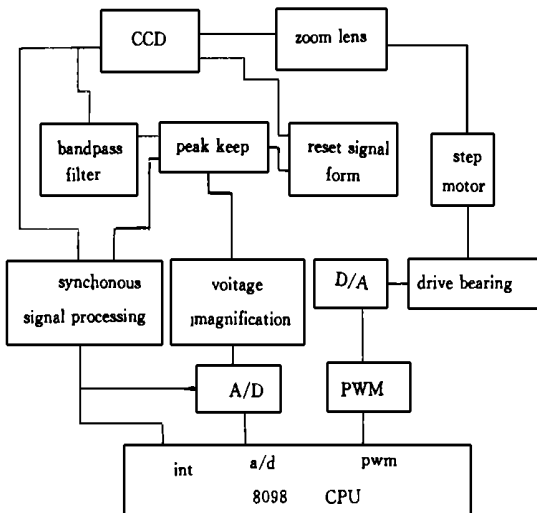 CCD
zoom lens
bandpass
filter
peak keep
reset signal
form
step
motor
synchonous
signal processing
voitage
magnification
D/A
drive bearing
A/D
PWM
int
a/d
pwm
8098 CPU